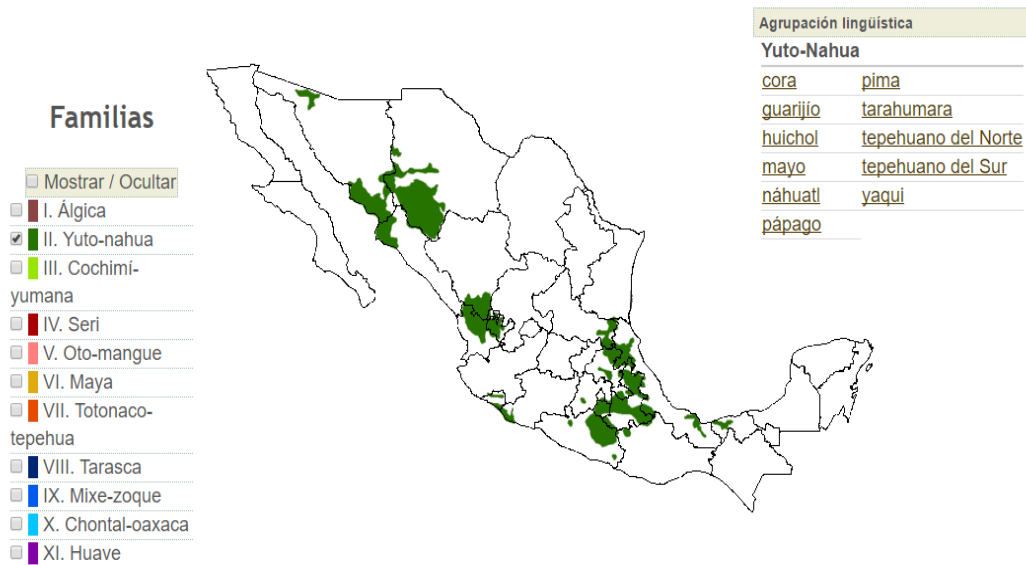 Familias
Mostrar / Ocultar
I. Álgica
II. Yuto-nahua
III. Cochimí-
yumana
IV. Seri
V. Oto-mangue
VI. Maya
VII. Totonaco-
tepehua
VIII. Tarasca
IX. Mixe-zoque
X. Chontal-oaxaca
XI. Huave
Agrupación lingüística
Yuto-Nahua
cora pima
guarijío tarahumara
huichol tepehuano del Norte
mayo tepehuano del Sur
náhuatl yaqui
pápago